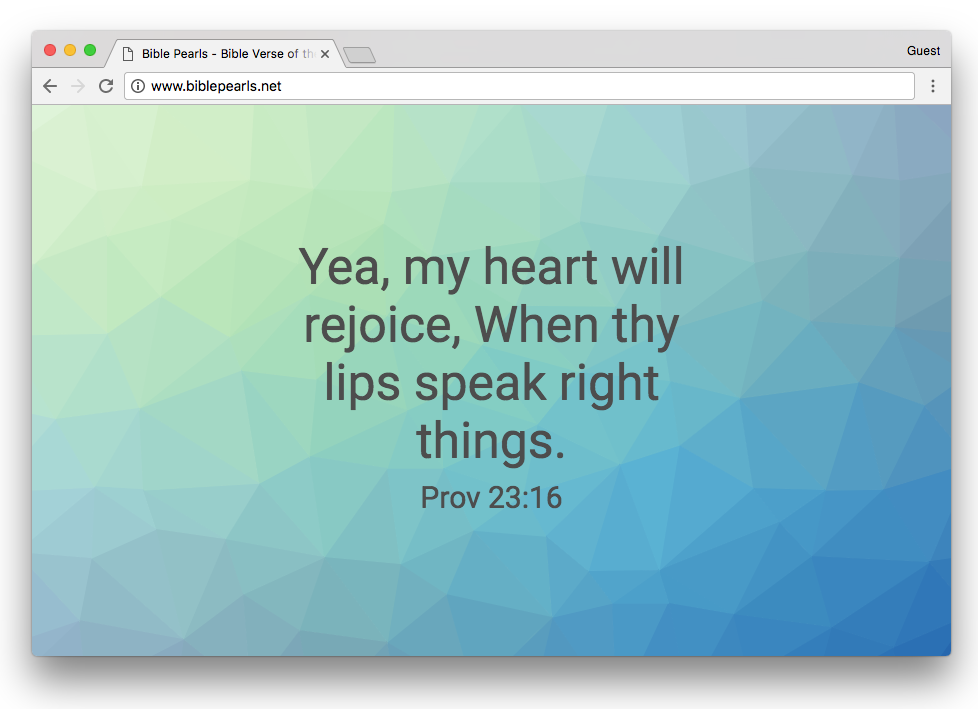 Bible Pearls - Bible Verse of th
Guest
www.biblepearls.net
Yea, my heart will
rejoice, When thy
lips speak right
things.
Prov 23:16